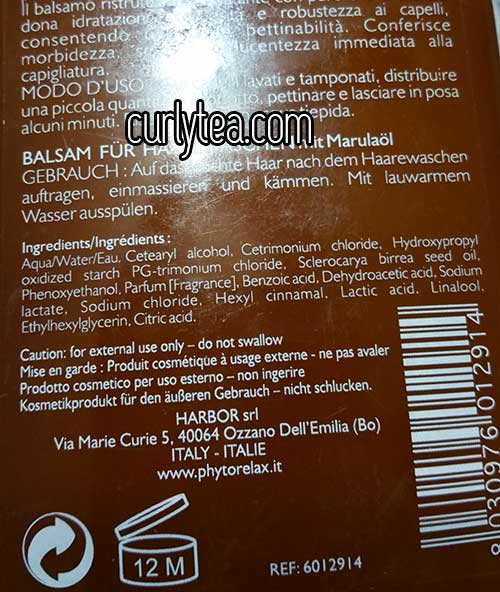 Il balsamo ristrut
dona idratazion e robustezza ai capelli,
consentendo pettinabilità. Conferisce
morbidezza, lucentezza immediata alla
capigliatura.
MODO D'USO lavati e tamponati, distribuire
una piccola quanti pettinare e lasciare in posa
alcuni minuti. tiepida.
curlytea.com
BALSAM FÜR mit Marulaöl
GEBRAUCH : Auf das Haar nach dem Haarewaschen
auftragen, einmassieren und kämmen. Mit lauwarmem
Wasser ausspülen.
Ingredients/Ingrédients :
Aqua/Water/Eau, Cetearyl alcohol, Cetrimonium chloride, Hydroxypropyl
oxidized starch PG-trimonium chloride, Sclerocarya birrea seed oil,
Phenoxyethanol, Parfum [Fragrance], Benzoic acid, Dehydroacetic acid, Sodium
lactate, Sodium chloride, Hexyl cinnamal, Lactic acid, Linalool,
Ethylhexylglycerin, Citric acid.
Caution: for external use only – do not swallow
Mise en garde : Produit cosmétique à usage externe - ne pas avaler
Prodotto cosmetico per uso esterno – non ingerire
Kosmetikprodukt für den äußeren Gebrauch – nicht schlucken.
HARBOR srl
Via Marie Curie 5, 40064 Ozzano Dell'Emilia (Bo)
ITALY - ITALIE
www.phytorelax.it
12 M
REF: 6012914
8 030976 012914